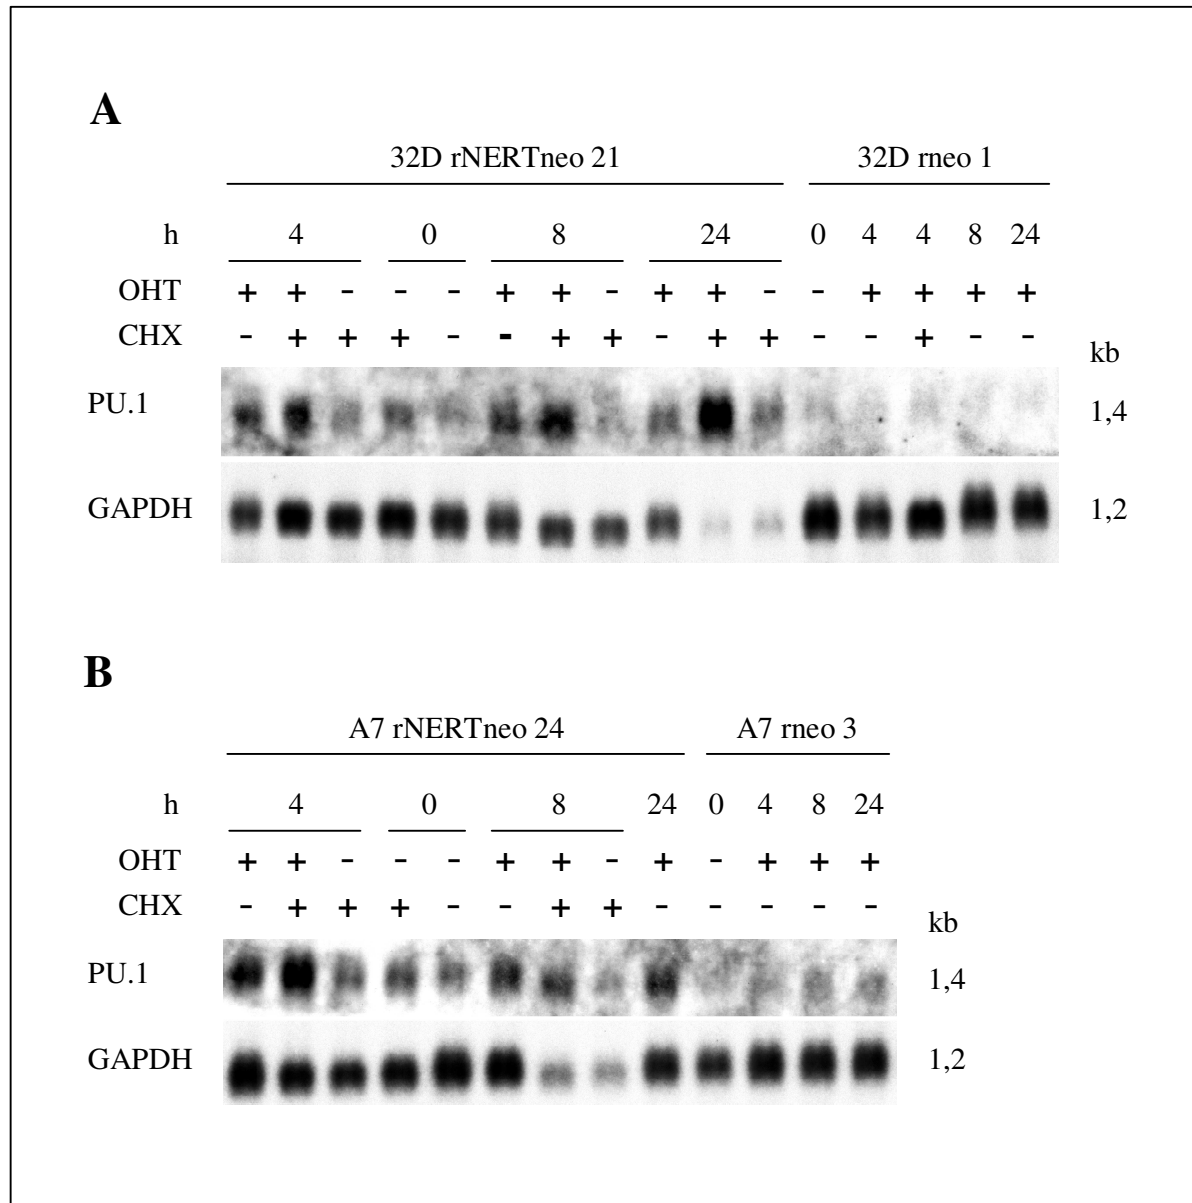 A
32D rNERTneo 21 32D rneo 1
h 4 0 8 24 0 4 4 8 24
OHT + + - - - + + - + + - - + + + +
CHX - + + + - - + + - + + - - + - -
kb
PU.1 1,4
GAPDH 1,2
B
A7 rNERTneo 24 A7 rneo 3
h 4 0 8 24 0 4 8 24
OHT + + - - - + + - + - + + +
CHX - + + + - - + + - - - - -
kb
PU.1 1,4
GAPDH 1,2